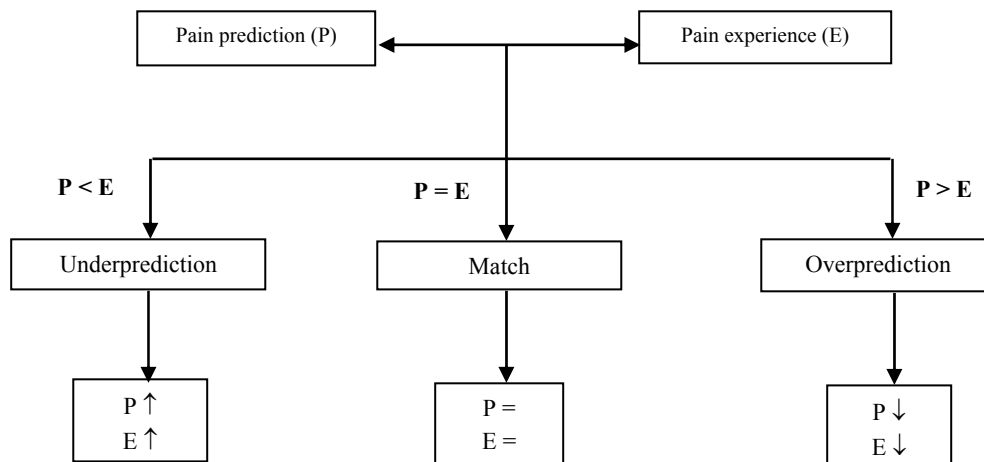 Pain prediction (P)
Pain experience (E)
P < E
P = E
P > E
Underprediction
Match
Overprediction
P ↑
E ↑
P =
E =
P ↓
E ↓